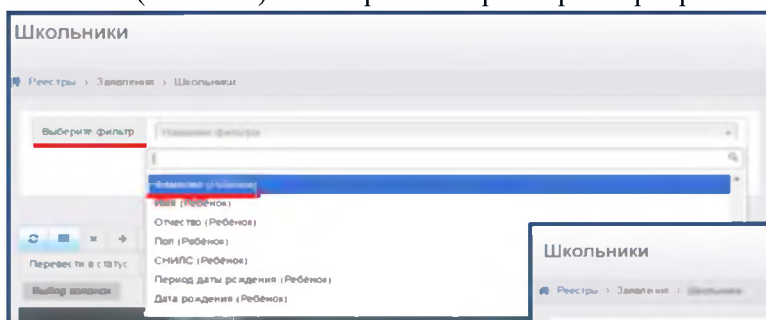 Школьники
Реестры › Заявления › Школьники
Выберите фильтр
Название фильтра
Фамилия (Ребёнок)
Имя (Ребёнок)
Отчество (Ребёнок)
Пол (Ребёнок)
СНИЛС (Ребёнок)
Период даты рождения (Ребёнок)
Дата рождения (Ребёнок)
Перевести в статус
Выбор колонок
Школьники
Реестры › Заявления › Школьники